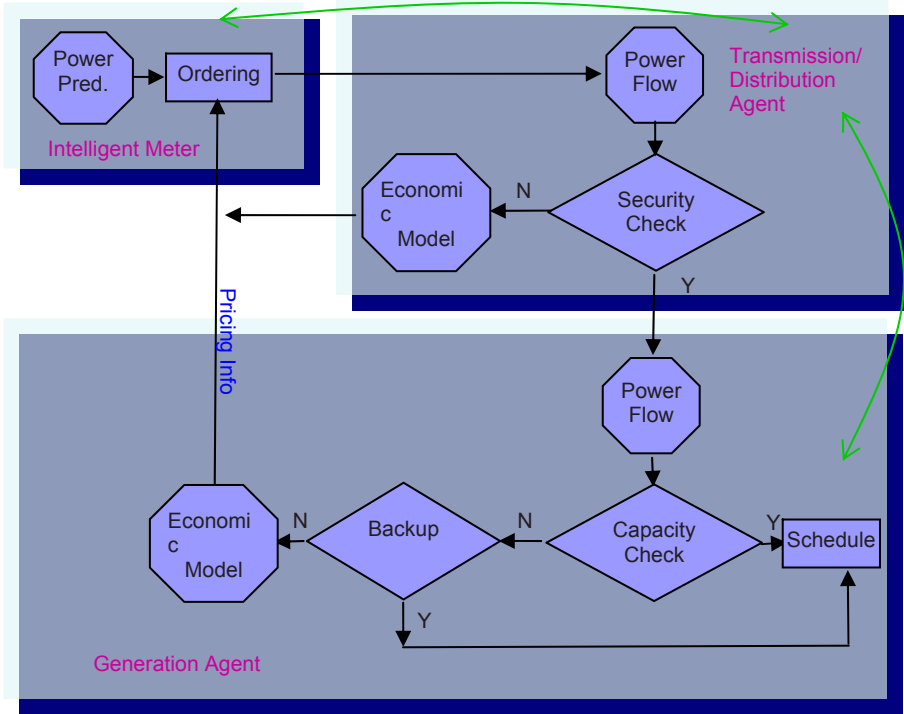 Power
Pred.
Ordering
Intelligent Meter
Power
Flow
Transmission/
Distribution
Agent
Economi
c
Model
N
Security
Check
Y
Pricing Info
Power
Flow
Economi
c
Model
N
Backup
N
Capacity
Check
Y
Schedule
Y
Generation Agent